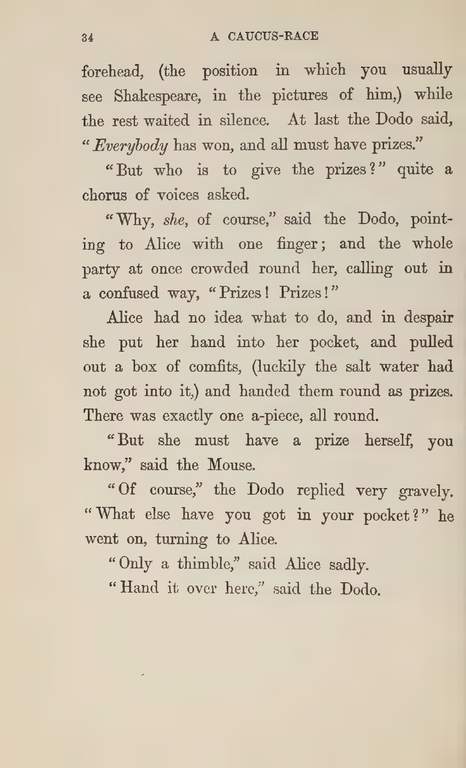 34 A CAUCUS-RACE
forehead, (the position in which you usually
see Shakespeare, in the pictures of him,) while
the rest waited in silence. At last the Dodo said,
“Everybody has won, and all must have prizes.”
“But who is to give the prizes?” quite a
chorus of voices asked.
“Why, she, of course,” said the Dodo, point-
ing to Alice with one finger; and the whole
party at once crowded round her, calling out in
a confused way, “Prizes! Prizes!”
Alice had no idea what to do, and in despair
she put her hand into her pocket, and pulled
out a box of comfits, (luckily the salt water had
not got into it,) and handed them round as prizes.
There was exactly one a-piece, all round.
“But she must have a prize herself, you
know,” said the Mouse.
“Of course,” the Dodo replied very gravely.
“What else have you got in your pocket?” he
went on, turning to Alice.
“Only a thimble,” said Alice sadly.
“Hand it over here,” said the Dodo.